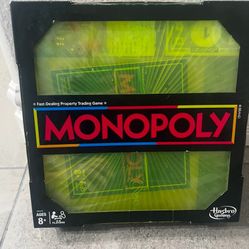 Fast-Dealing Property Trading Game
MONOPOLY
AGES
8+
Hasbro
Gaming